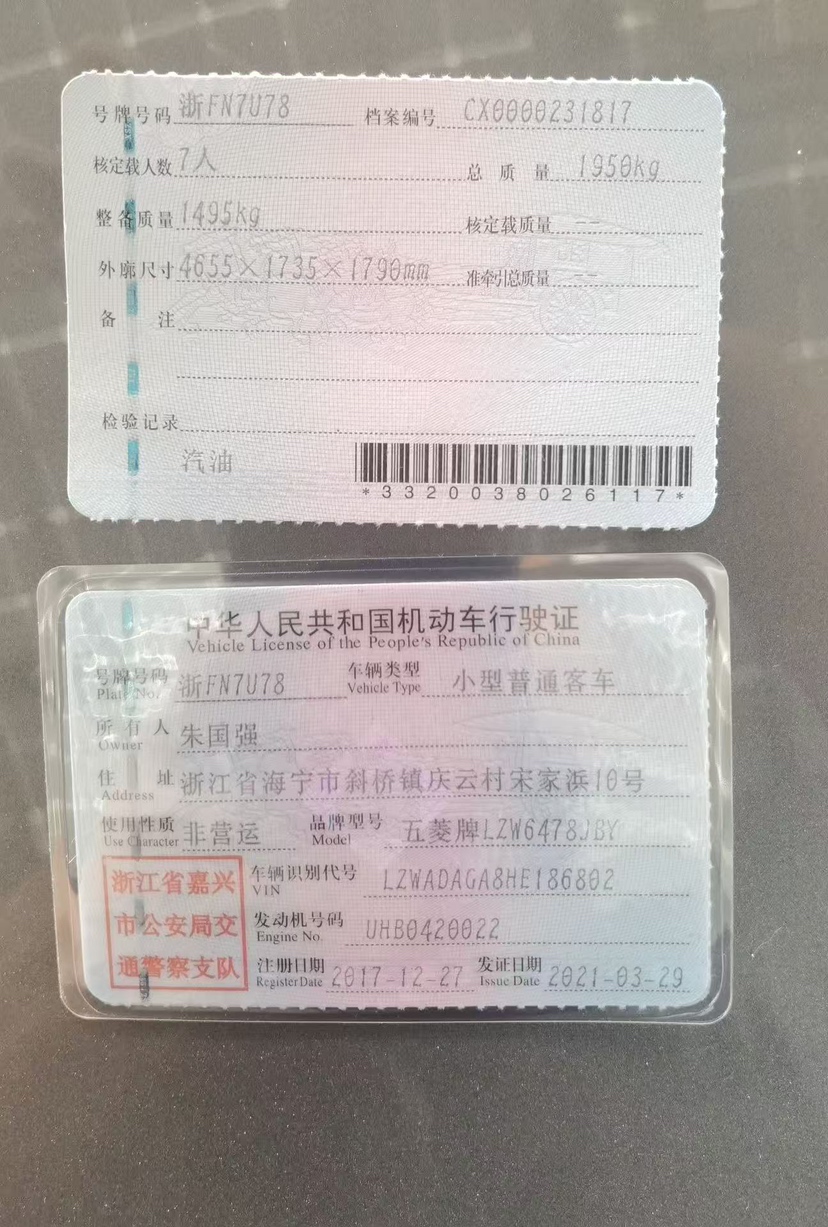 号牌号码 浙FN7U78 档案编号 CX0000231817
核定载人数 7人 总质量 1950kg
整备质量 1495kg 核定载质量 --
外廓尺寸 4655×1735×1790mm 准牵引总质量 --
备注
检验记录
汽油
*3320038026117*
中华人民共和国机动车行驶证
Vehicle License of the People's Republic of China
号牌号码 浙FN7U78 车辆类型 小型普通客车
Plate No. Vehicle Type
所有人 朱国强
Owner
住址 浙江省海宁市斜桥镇庆云村宋家浜10号
Address
使用性质 非营运 品牌型号 五菱牌LZW6478JBY
Use Character Model
浙江省嘉兴
市公安局交
通警察支队
车辆识别代号 LZWADAGA8HE186802
VIN
发动机号码 UHB0420022
Engine No.
注册日期 2017-12-27 发证日期 2021-03-29
Register Date Issue Date